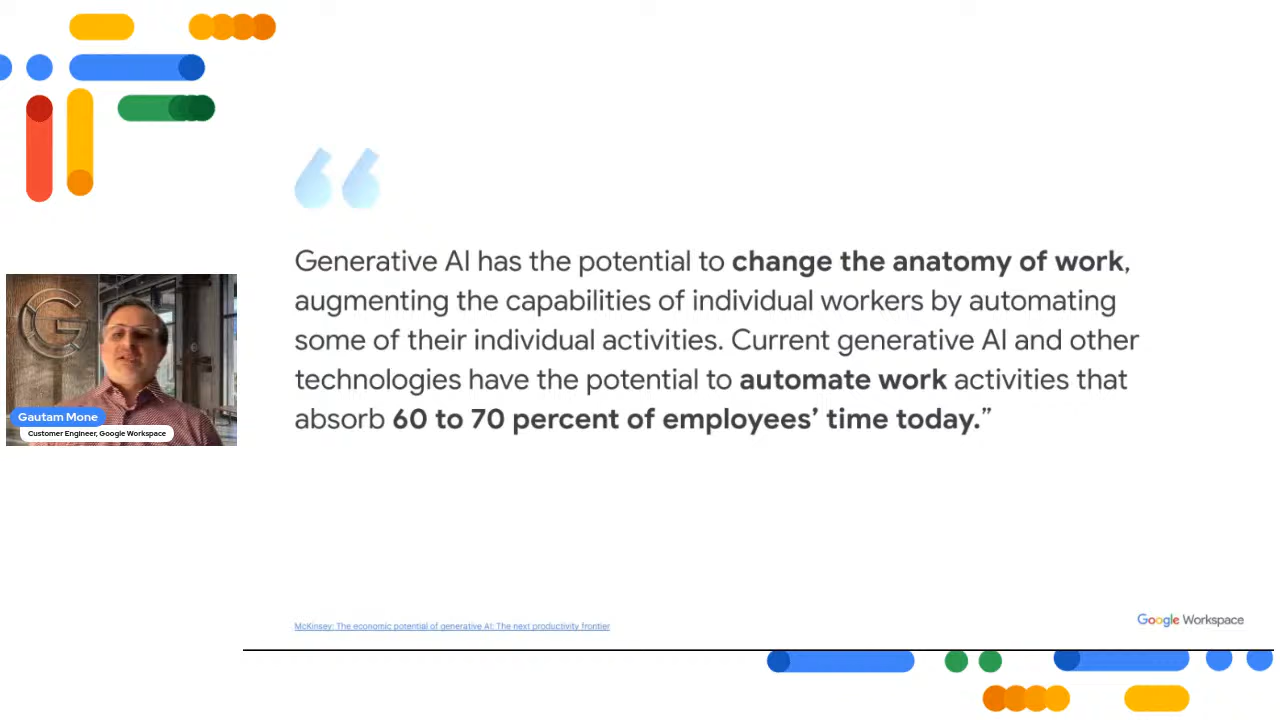 Generative AI has the potential to change the anatomy of work,
augmenting the capabilities of individual workers by automating
some of their individual activities. Current generative AI and other
technologies have the potential to automate work activities that
absorb 60 to 70 percent of employees’ time today.”
Gautam Mone
Customer Engineer, Google Workspace
McKinsey: The economic potential of generative AI: The next productivity frontier
Google Workspace